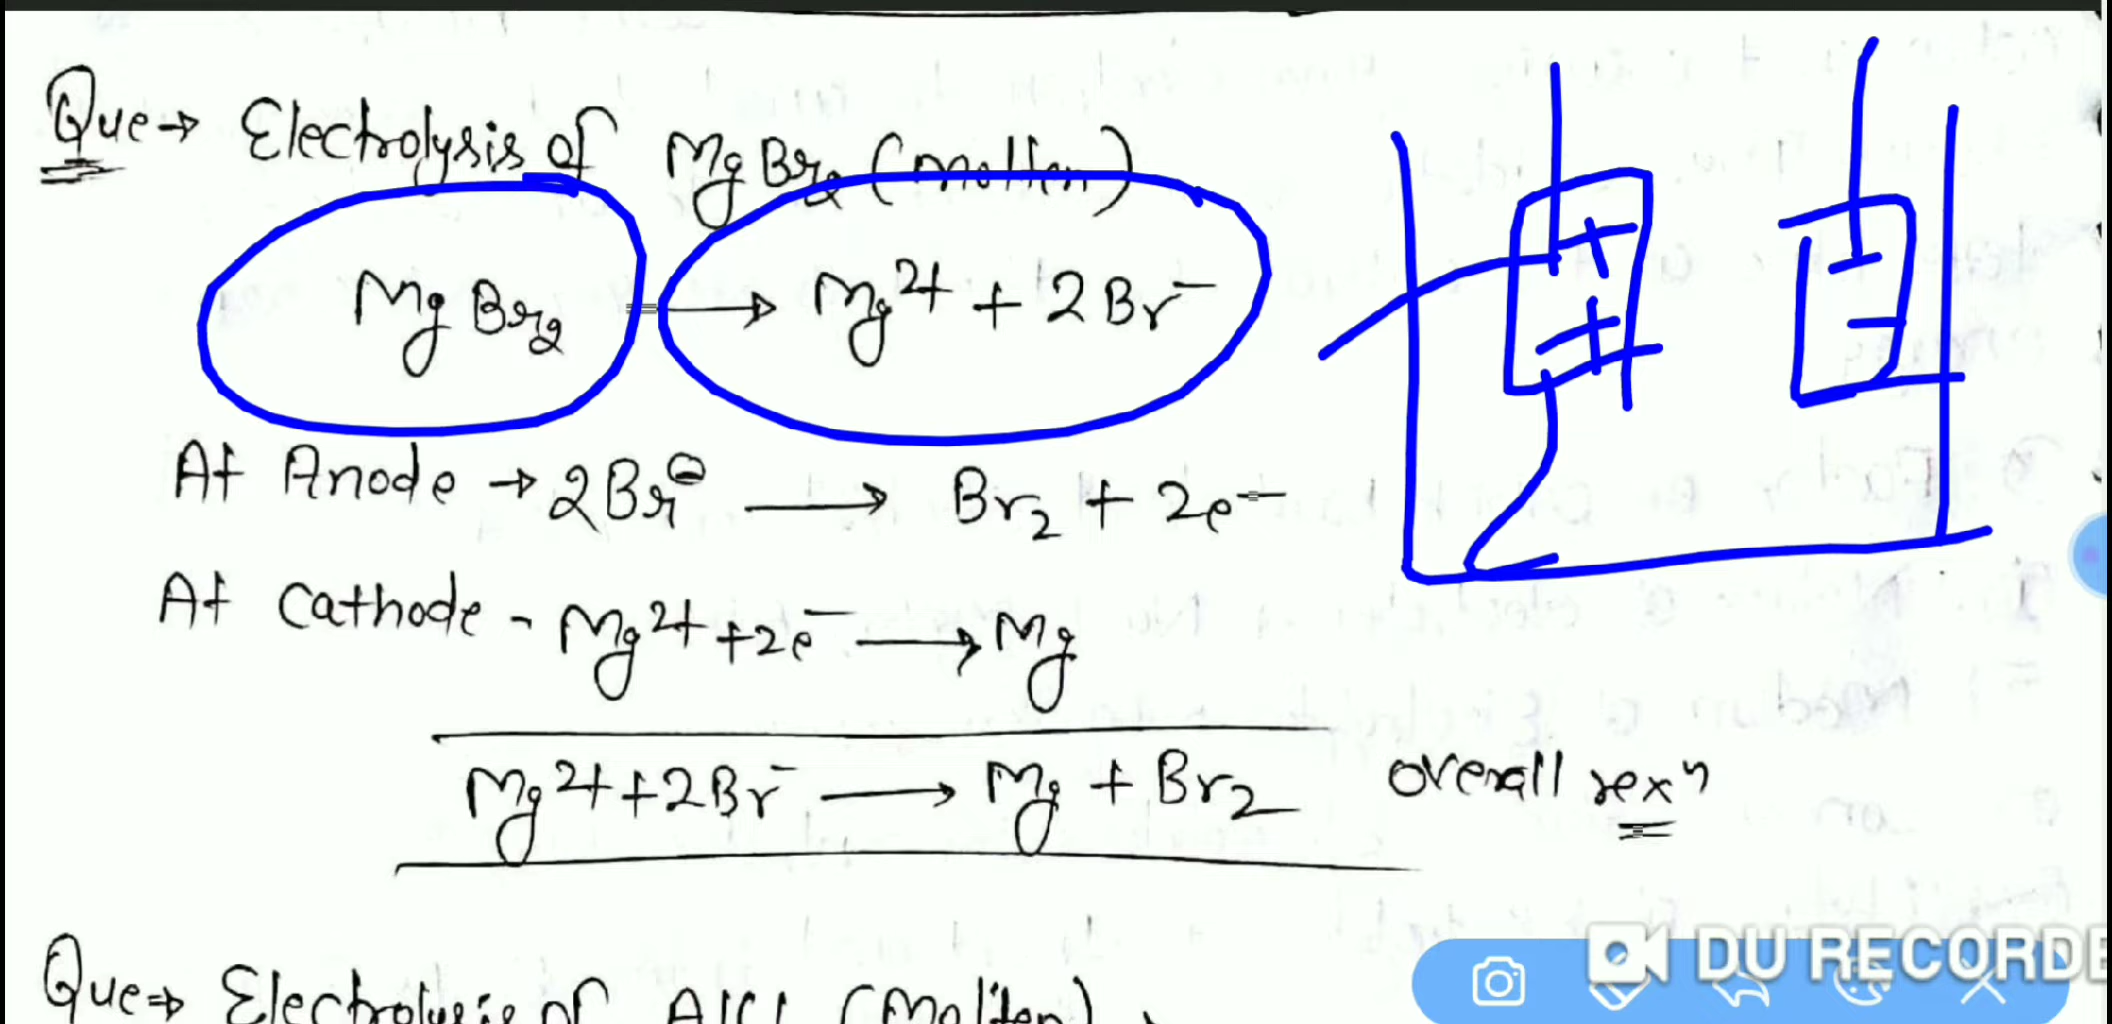 Que→ Electrolysis of MgBr₂ (molten)
MgBr₂ → Mg²⁺ + 2Br⁻
At Anode → 2Br⊖ → Br₂ + 2e⁻
At Cathode - Mg²⁺ + 2e⁻ → Mg
Mg²⁺ + 2Br⁻ → Mg + Br₂ overall rexⁿ
Que⇒ Electrolysis of (Molten)
DU RECORDE